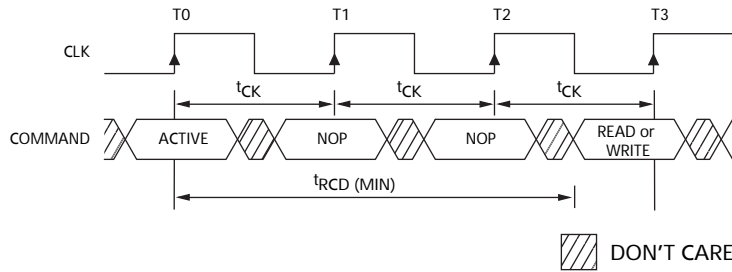 T0 T1 T2 T3
CLK
tCK tCK tCK
COMMAND ACTIVE NOP NOP READ or
WRITE
tRCD (MIN)
DON'T CARE